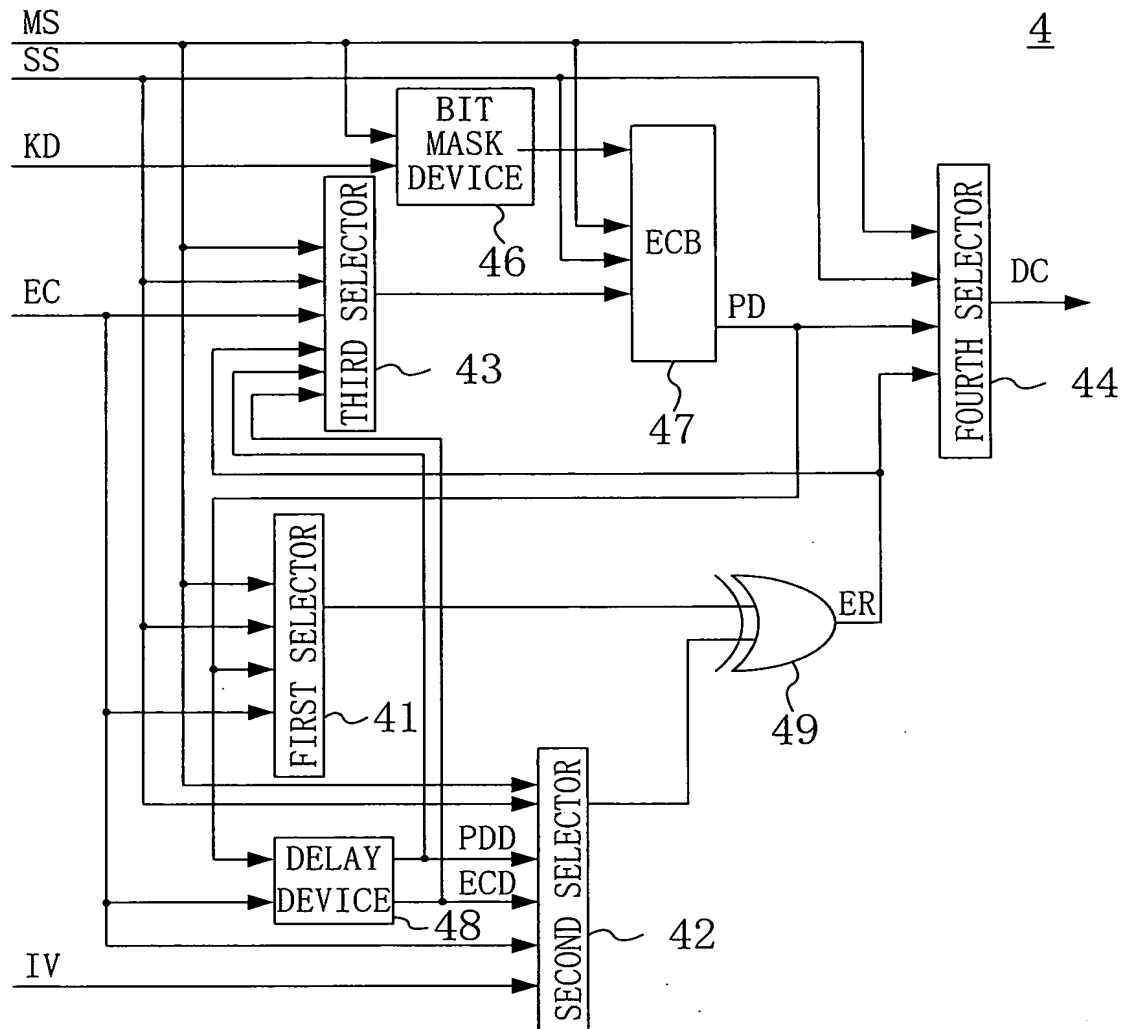 MS
4
SS
BIT
MASK
DEVICE
KD
46
THIRD SELECTOR
43
ECB
47
EC
PD
FOURTH SELECTOR
44
DC
FIRST SELECTOR
41
ER
49
DELAY
DEVICE
48
PDD
ECD
SECOND SELECTOR
42
IV